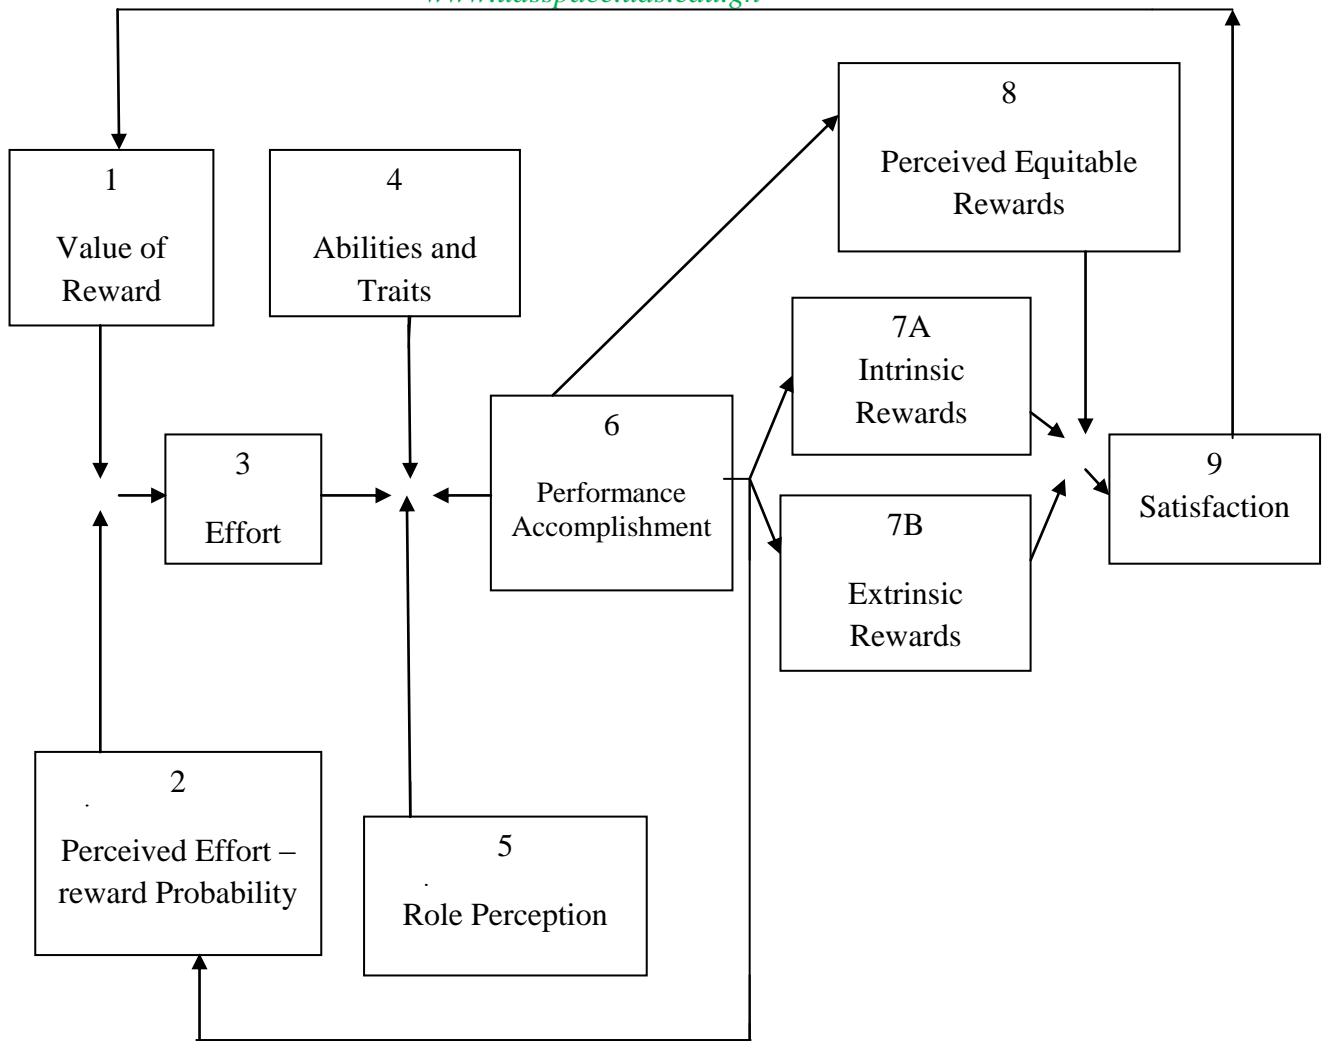 8
Perceived Equitable
Rewards
1
Value of
Reward
4
Abilities and
Traits
7A
Intrinsic
Rewards
6
Performance
Accomplishment
3
Effort
9
Satisfaction
7B
Extrinsic
Rewards
2
Perceived Effort –
reward Probability
5
Role Perception